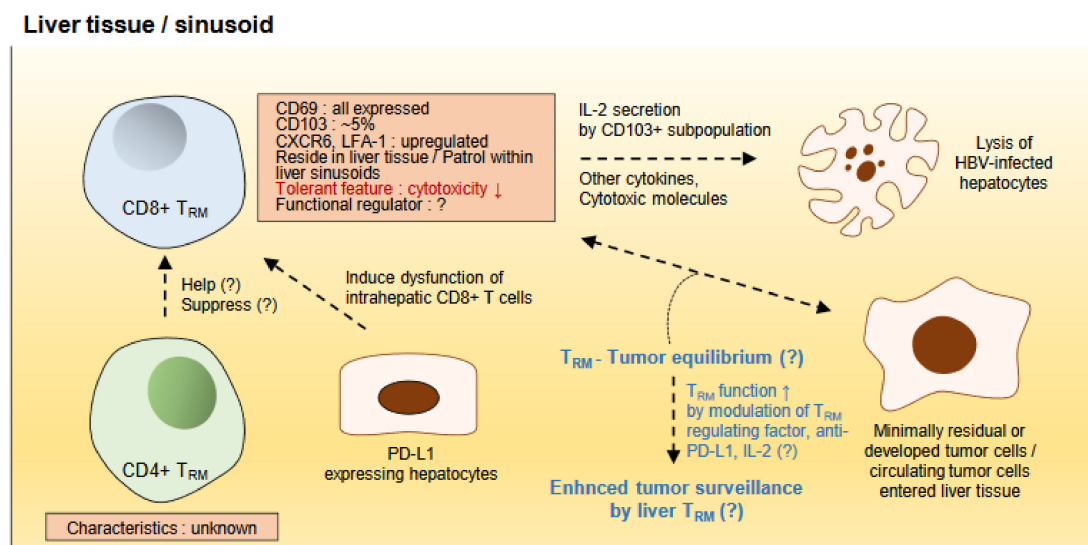 Liver tissue / sinusoid
CD69 : all expressed
CD103 : ~5%
CXCR6, LFA-1 : upregulated
Reside in liver tissue / Patrol within
liver sinusoids
Tolerant feature : cytotoxicity ↓
Functional regulator : ?
CD8+ TRM
IL-2 secretion
by CD103+ subpopulation
Other cytokines,
Cytotoxic molecules
Lysis of
HBV-infected
hepatocytes
Help (?)
Suppress (?)
Induce dysfunction of
intrahepatic CD8+ T cells
CD4+ TRM
Characteristics : unknown
PD-L1
expressing hepatocytes
TRM - Tumor equilibrium (?)
TRM function ↑
by modulation of TRM
regulating factor, anti-
PD-L1, IL-2 (?)
Enhnced tumor surveillance
by liver TRM (?)
Minimally residual or
developed tumor cells /
circulating tumor cells
entered liver tissue